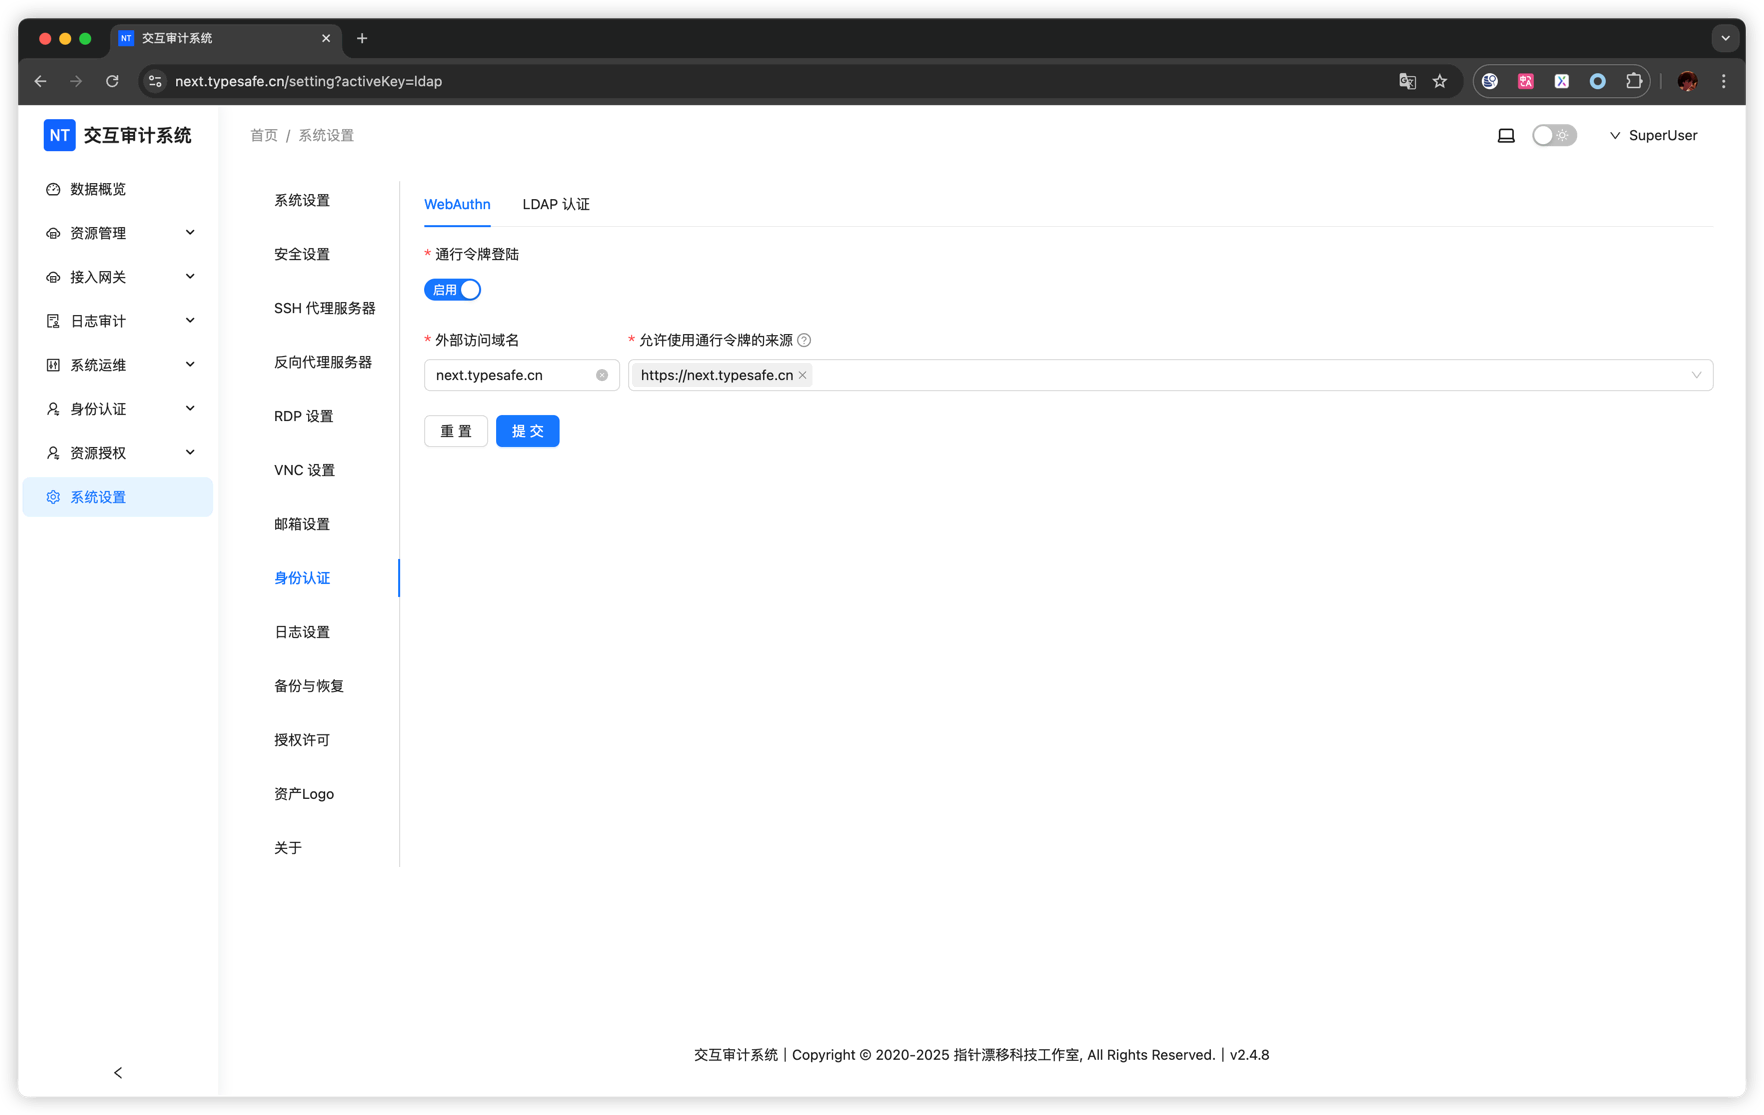 NT 交互审计系统
next.typesafe.cn/setting?activeKey=ldap
NT 交互审计系统
首页 / 系统设置
SuperUser
数据概览
资源管理
接入网关
日志审计
系统运维
身份认证
资源授权
系统设置
系统设置
安全设置
SSH 代理服务器
反向代理服务器
RDP 设置
VNC 设置
邮箱设置
身份认证
日志设置
备份与恢复
授权许可
资产Logo
关于
WebAuthn LDAP 认证
* 通行令牌登陆
启用
* 外部访问域名 * 允许使用通行令牌的来源
next.typesafe.cn https://next.typesafe.cn
重 置 提 交
交互审计系统 | Copyright © 2020-2025 指针漂移科技工作室, All Rights Reserved. | v2.4.8